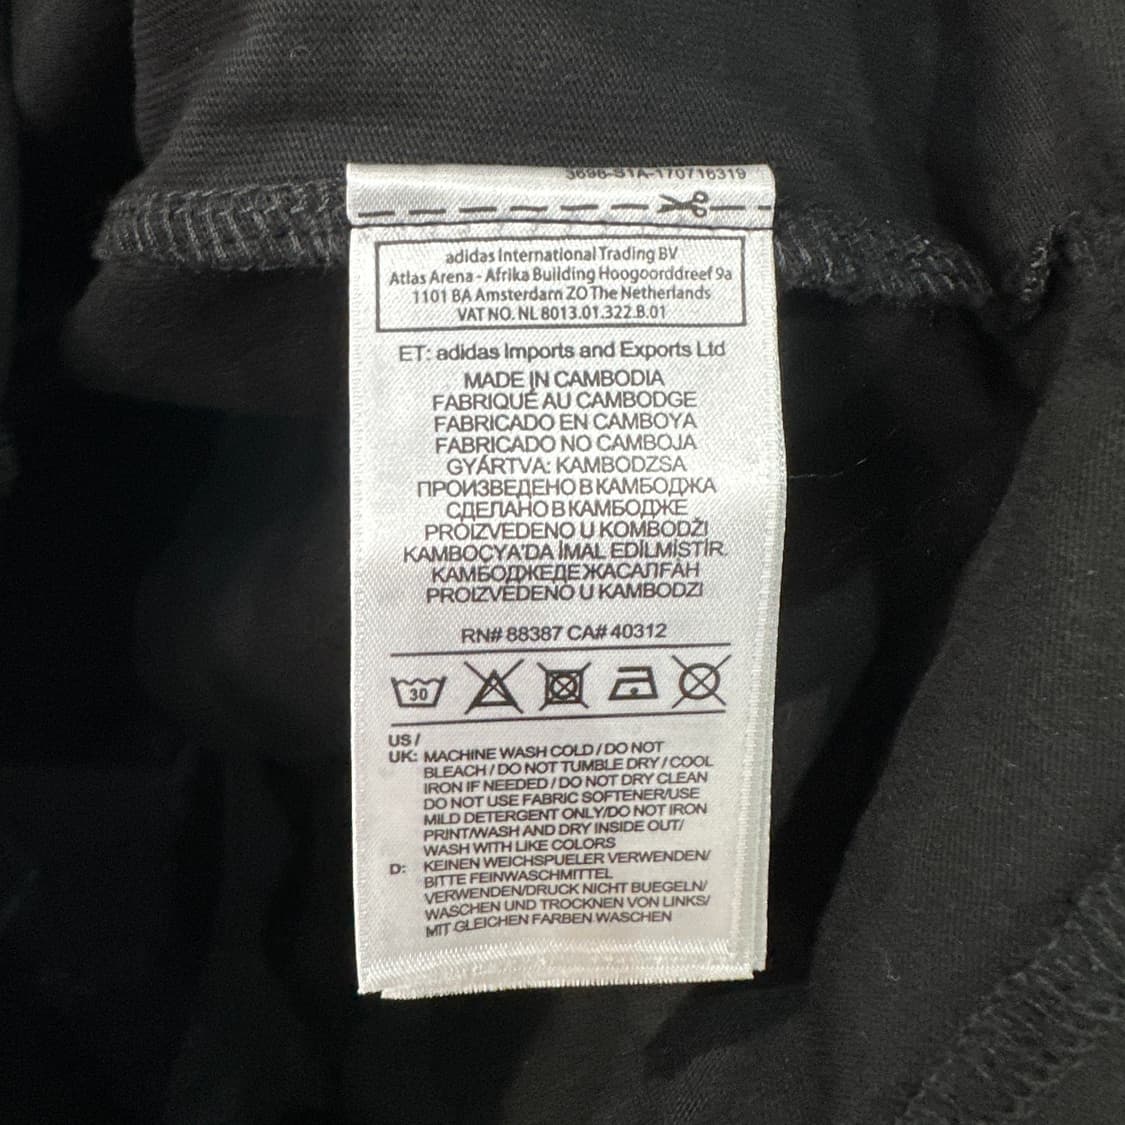 3696-S1A-170716319
adidas International Trading BV
Atlas Arena - Afrika Building Hoogoorddreef 9a
1101 BA Amsterdam ZO The Netherlands
VAT NO. NL 8013.01.322.B.01
ET: adidas Imports and Exports Ltd
MADE IN CAMBODIA
FABRIQUÉ AU CAMBODGE
FABRICADO EN CAMBOYA
FABRICADO NO CAMBOJA
GYÁRTVA: KAMBODZSA
ПРОИЗВЕДЕНО В КАМБОДЖА
СДЕЛАНО В КАМБОДЖЕ
PROIZVEDENO U KOMBODŽI
KAMBOÇYA'DA İMAL EDİLMİSTİR
КАМБОДЖЕДЕ ЖАСАЛҒАН
PROIZVEDENO U KAMBODZI
RN# 88387 CA# 40312
30
US /
UK: MACHINE WASH COLD / DO NOT
BLEACH / DO NOT TUMBLE DRY / COOL
IRON IF NEEDED / DO NOT DRY CLEAN
DO NOT USE FABRIC SOFTENER/USE
MILD DETERGENT ONLY/DO NOT IRON
PRINT/WASH AND DRY INSIDE OUT/
WASH WITH LIKE COLORS
D: KEINEN WEICHSPUELER VERWENDEN/
BITTE FEINWASCHMITTEL
VERWENDEN/DRUCK NICHT BUEGELN/
WASCHEN UND TROCKNEN VON LINKS/
MIT GLEICHEN FARBEN WASCHEN